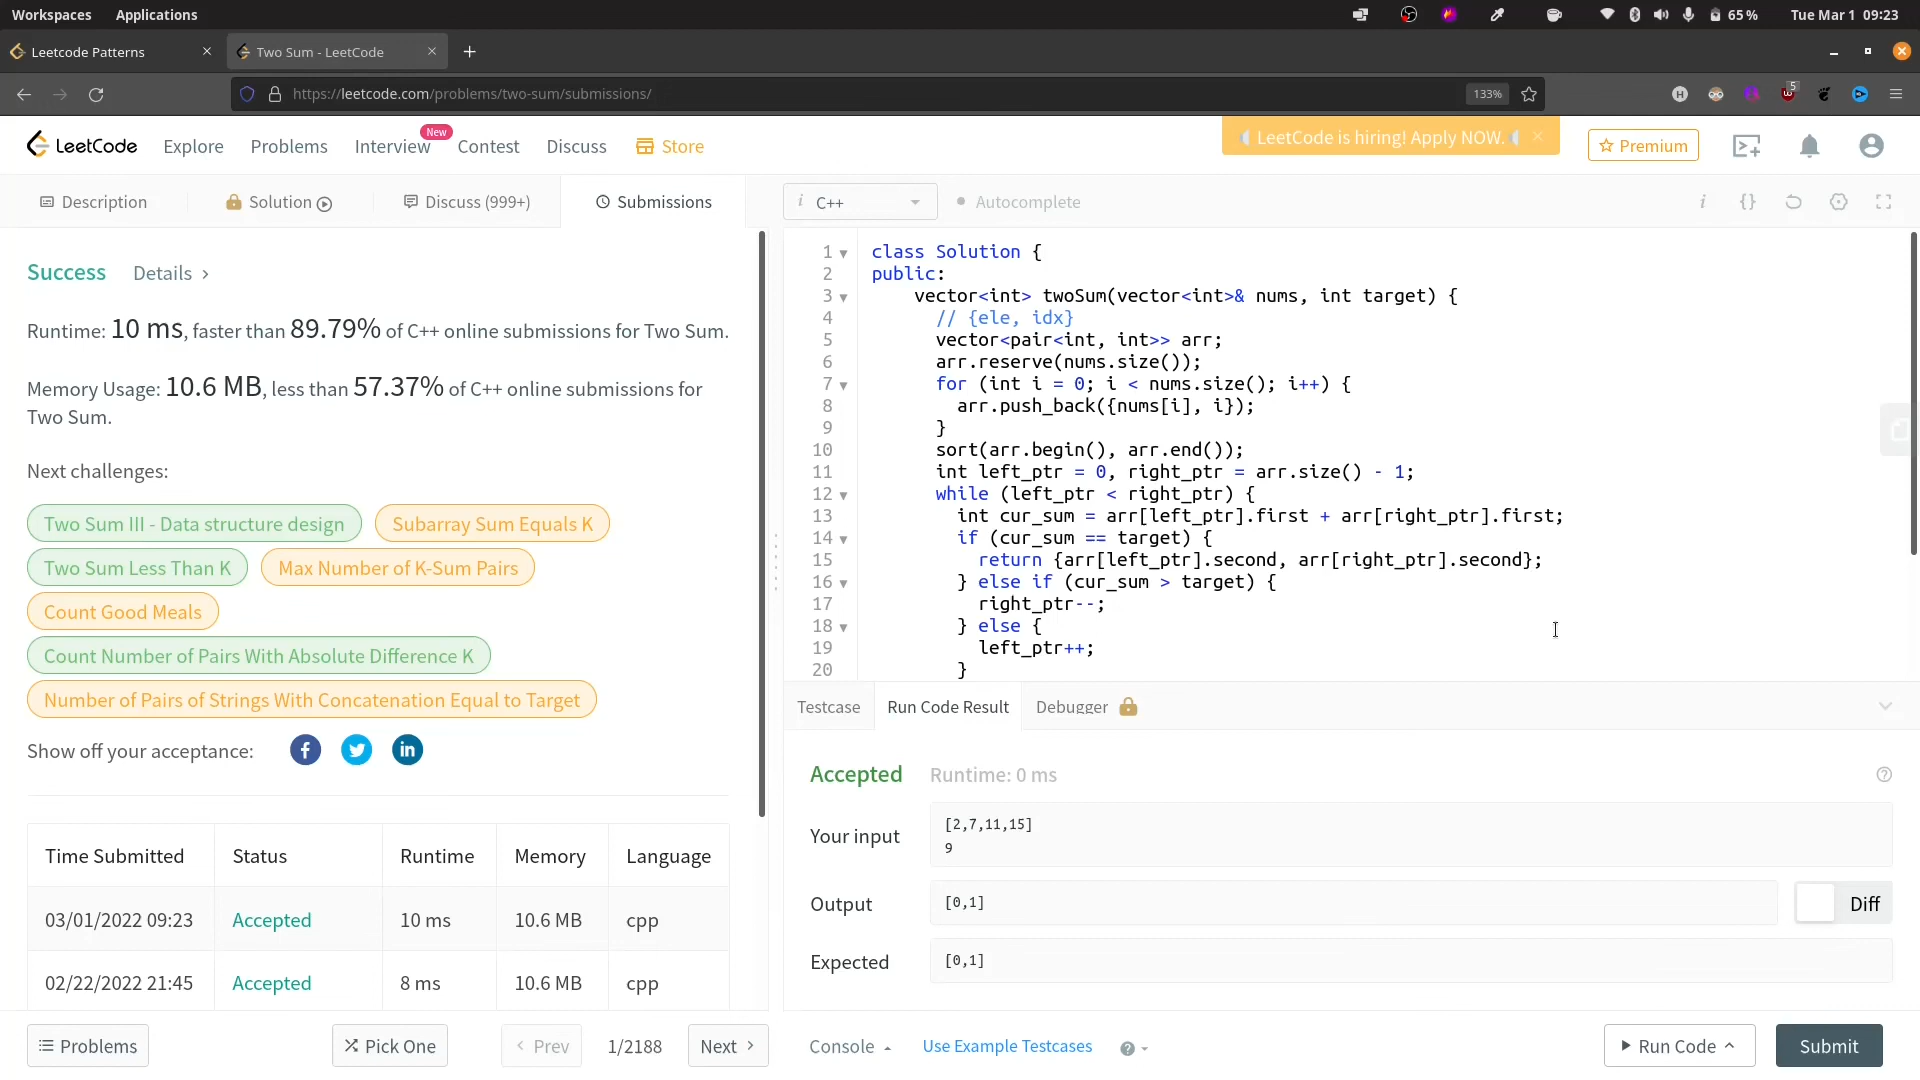 Workspaces Applications 65% Tue Mar 1 09:23
Leetcode Patterns × Two Sum - LeetCode × +
https://leetcode.com/problems/two-sum/submissions/ 133% 5
LeetCode Explore Problems Interview New Contest Discuss Store LeetCode is hiring! Apply NOW. × Premium
Description Solution Discuss (999+) Submissions
i C++ Autocomplete i {}
Success Details >
Runtime: 10 ms, faster than 89.79% of C++ online submissions for Two Sum.
Memory Usage: 10.6 MB, less than 57.37% of C++ online submissions for
Two Sum.
Next challenges:
Two Sum III - Data structure design Subarray Sum Equals K
Two Sum Less Than K Max Number of K-Sum Pairs
Count Good Meals
Count Number of Pairs With Absolute Difference K
Number of Pairs of Strings With Concatenation Equal to Target
Show off your acceptance: f in
Time Submitted Status Runtime Memory Language
03/01/2022 09:23 Accepted 10 ms 10.6 MB cpp
02/22/2022 21:45 Accepted 8 ms 10.6 MB cpp
Problems Pick One < Prev 1/2188 Next >
1 class Solution {
2 public:
3 vector<int> twoSum(vector<int>& nums, int target) {
4 // {ele, idx}
5 vector<pair<int, int>> arr;
6 arr.reserve(nums.size());
7 for (int i = 0; i < nums.size(); i++) {
8 arr.push_back({nums[i], i});
9 }
10 sort(arr.begin(), arr.end());
11 int left_ptr = 0, right_ptr = arr.size() - 1;
12 while (left_ptr < right_ptr) {
13 int cur_sum = arr[left_ptr].first + arr[right_ptr].first;
14 if (cur_sum == target) {
15 return {arr[left_ptr].second, arr[right_ptr].second};
16 } else if (cur_sum > target) {
17 right_ptr--;
18 } else {
19 left_ptr++;
20 }
Testcase Run Code Result Debugger
Accepted Runtime: 0 ms
Your input
[2,7,11,15]
9
Output [0,1] Diff
Expected [0,1]
Console Use Example Testcases ? Run Code Submit